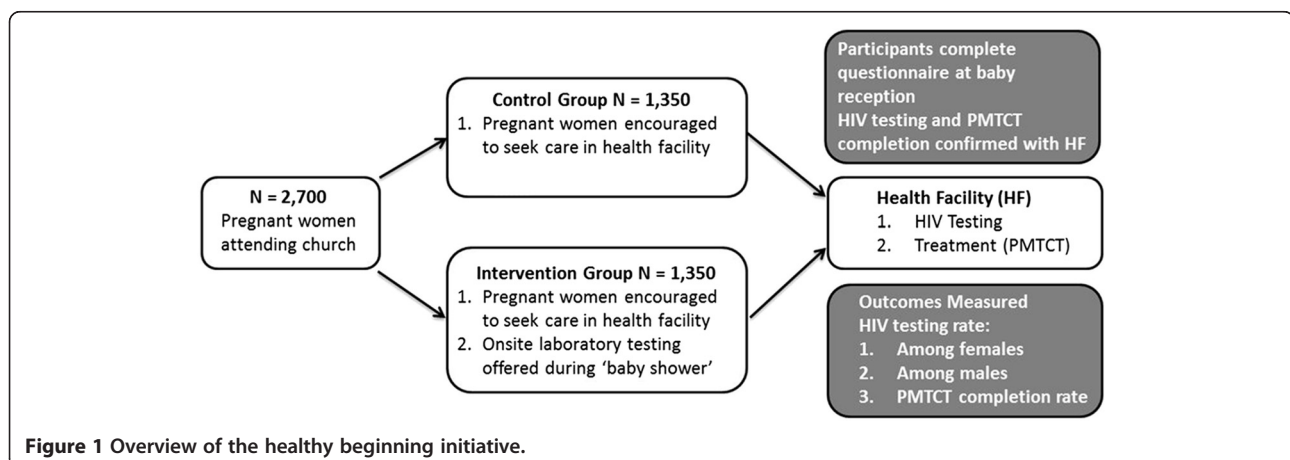 N = 2,700
Pregnant women
attending church
Control Group N = 1,350
1. Pregnant women encouraged
to seek care in health facility
Intervention Group N = 1,350
1. Pregnant women encouraged
to seek care in health facility
2. Onsite laboratory testing
offered during ‘baby shower’
Participants complete
questionnaire at baby
reception
HIV testing and PMTCT
completion confirmed with HF
Health Facility (HF)
1. HIV Testing
2. Treatment (PMTCT)
Outcomes Measured
HIV testing rate:
1. Among females
2. Among males
3. PMTCT completion rate
Figure 1 Overview of the healthy beginning initiative.